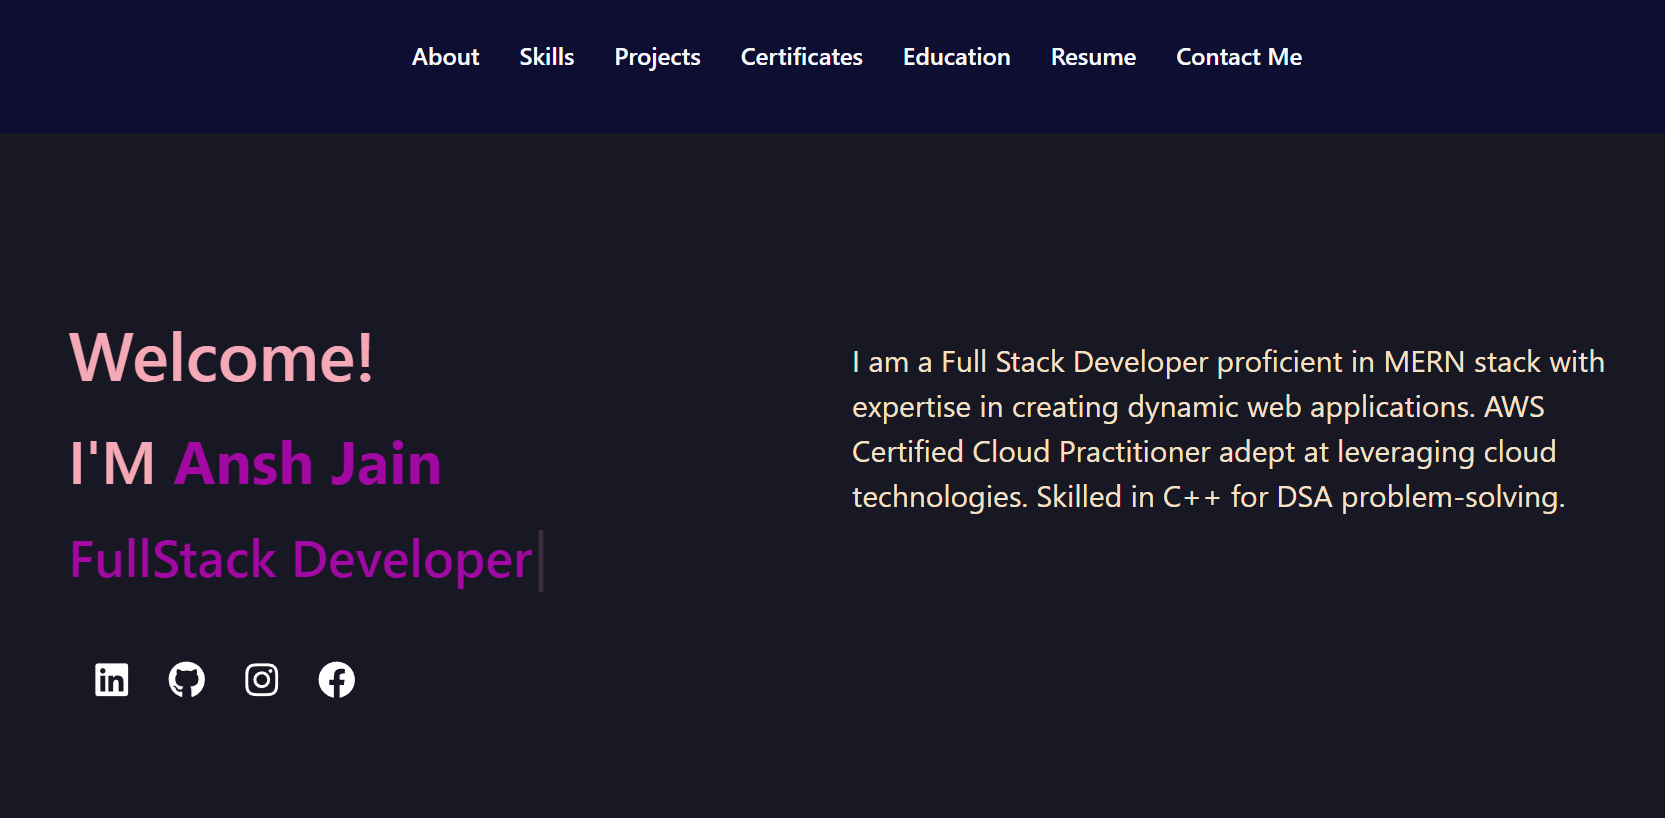 About Skills Projects Certificates Education Resume Contact Me
Welcome!
I'M Ansh Jain
FullStack Developer
I am a Full Stack Developer proficient in MERN stack with
expertise in creating dynamic web applications. AWS
Certified Cloud Practitioner adept at leveraging cloud
technologies. Skilled in C++ for DSA problem-solving.
in